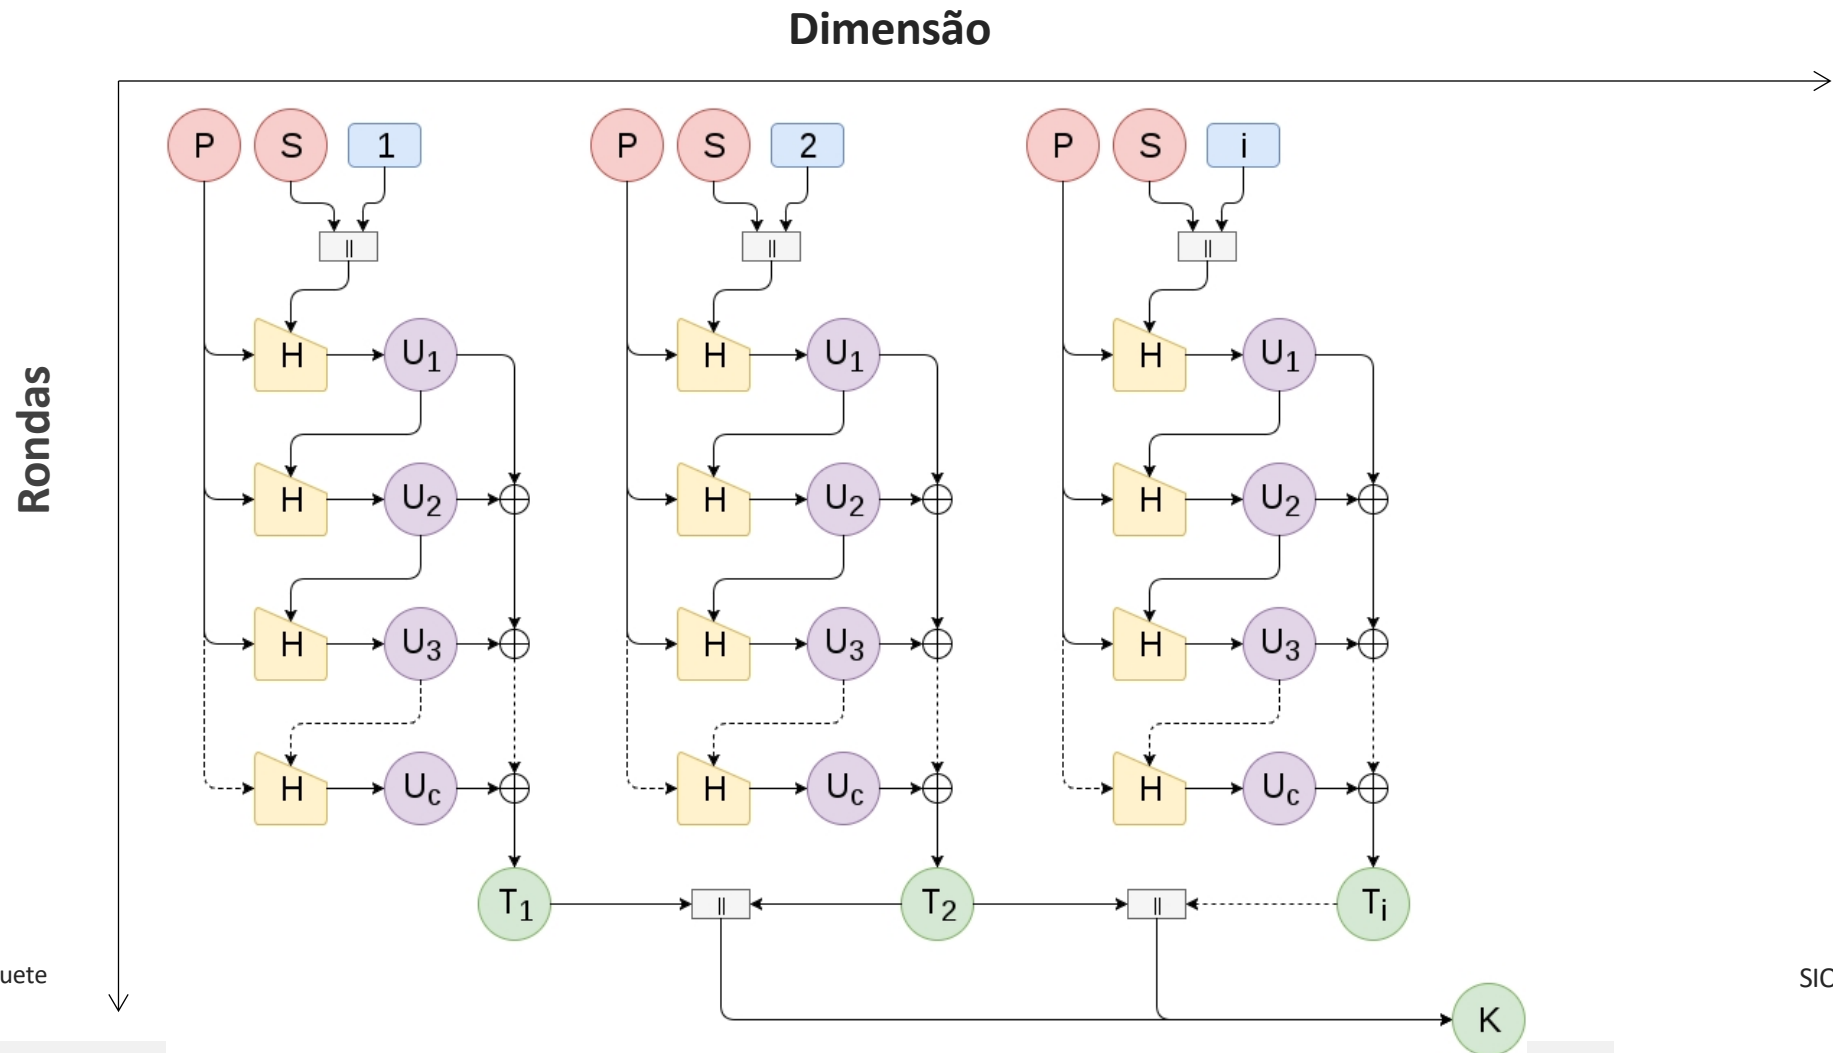 Dimensão
P S 1 P S 2 P S i
|| || ||
H U1 H U1 H U1
Rondas
H U2 H U2 H U2
H U3 H U3 H U3
H Uc H Uc H Uc
T1 || T2 || Ti
uete SIO
K